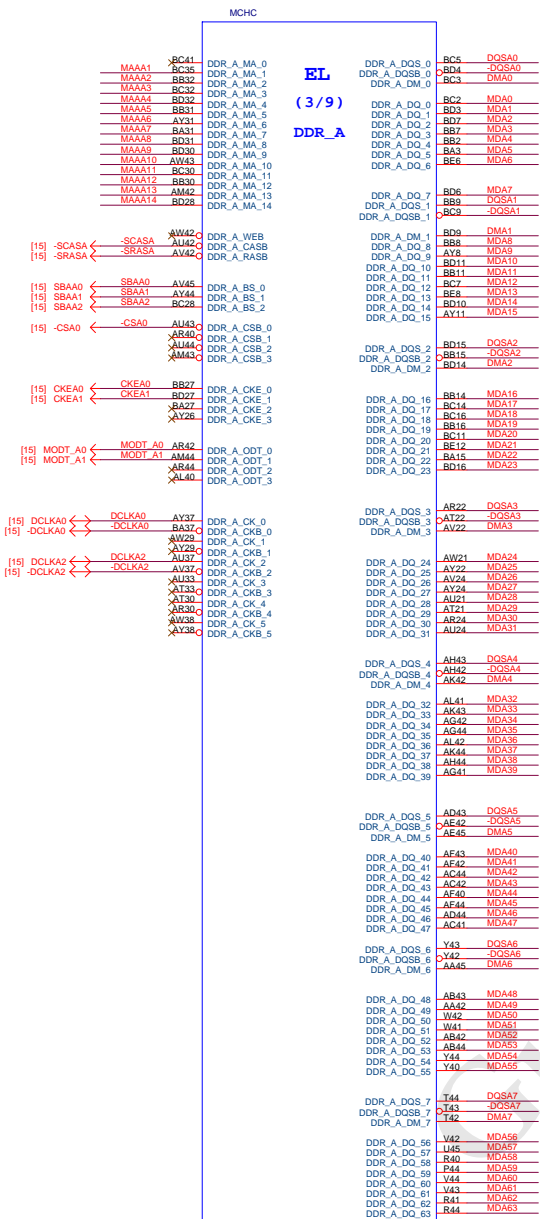 MCHC
EL
(3/9)
DDR_A
BC41 DDR_A_MA_0
MAAA1 BC35 DDR_A_MA_1
MAAA2 BB32 DDR_A_MA_2
MAAA3 BC32 DDR_A_MA_3
MAAA4 BD32 DDR_A_MA_4
MAAA5 BB31 DDR_A_MA_5
MAAA6 AY31 DDR_A_MA_6
MAAA7 BA31 DDR_A_MA_7
MAAA8 BD31 DDR_A_MA_8
MAAA9 BD30 DDR_A_MA_9
MAAA10 AW43 DDR_A_MA_10
MAAA11 BC30 DDR_A_MA_11
MAAA12 BB30 DDR_A_MA_12
MAAA13 AM42 DDR_A_MA_13
MAAA14 BD28 DDR_A_MA_14
AW42 DDR_A_WEB
[15] -SCASA -SCASA AU42 DDR_A_CASB
[15] -SRASA -SRASA AV42 DDR_A_RASB
[15] SBAA0 SBAA0 AV45 DDR_A_BS_0
[15] SBAA1 SBAA1 AY44 DDR_A_BS_1
[15] SBAA2 SBAA2 BC28 DDR_A_BS_2
[15] -CSA0 -CSA0 AU43 DDR_A_CSB_0
AR40 DDR_A_CSB_1
AU44 DDR_A_CSB_2
AM43 DDR_A_CSB_3
[15] CKEA0 CKEA0 BB27 DDR_A_CKE_0
[15] CKEA1 CKEA1 BD27 DDR_A_CKE_1
BA27 DDR_A_CKE_2
AY26 DDR_A_CKE_3
[15] MODT_A0 MODT_A0 AR42 DDR_A_ODT_0
[15] MODT_A1 MODT_A1 AM44 DDR_A_ODT_1
AR44 DDR_A_ODT_2
AL40 DDR_A_ODT_3
[15] DCLKA0 DCLKA0 AY37 DDR_A_CK_0
[15] -DCLKA0 -DCLKA0 BA37 DDR_A_CKB_0
AW29 DDR_A_CK_1
AY29 DDR_A_CKB_1
[15] DCLKA2 DCLKA2 AU37 DDR_A_CK_2
[15] -DCLKA2 -DCLKA2 AV37 DDR_A_CKB_2
AU33 DDR_A_CK_3
AT33 DDR_A_CKB_3
AT30 DDR_A_CK_4
AR30 DDR_A_CKB_4
AW38 DDR_A_CK_5
AY38 DDR_A_CKB_5
DDR_A_DQS_0 BC5 DQSA0
DDR_A_DQSB_0 BD4 -DQSA0
DDR_A_DM_0 BC3 DMA0
DDR_A_DQ_0 BC2 MDA0
DDR_A_DQ_1 BD3 MDA1
DDR_A_DQ_2 BD7 MDA2
DDR_A_DQ_3 BB7 MDA3
DDR_A_DQ_4 BB2 MDA4
DDR_A_DQ_5 BA3 MDA5
DDR_A_DQ_6 BE6 MDA6
DDR_A_DQ_7 BD6 MDA7
DDR_A_DQS_1 BB9 DQSA1
DDR_A_DQSB_1 BC9 -DQSA1
DDR_A_DM_1 BD9 DMA1
DDR_A_DQ_8 BB8 MDA8
DDR_A_DQ_9 AY8 MDA9
DDR_A_DQ_10 BD11 MDA10
DDR_A_DQ_11 BB11 MDA11
DDR_A_DQ_12 BC7 MDA12
DDR_A_DQ_13 BE8 MDA13
DDR_A_DQ_14 BD10 MDA14
DDR_A_DQ_15 AY11 MDA15
DDR_A_DQS_2 BD15 DQSA2
DDR_A_DQSB_2 BB15 -DQSA2
DDR_A_DM_2 BD14 DMA2
DDR_A_DQ_16 BB14 MDA16
DDR_A_DQ_17 BC14 MDA17
DDR_A_DQ_18 BC16 MDA18
DDR_A_DQ_19 BB16 MDA19
DDR_A_DQ_20 BC11 MDA20
DDR_A_DQ_21 BE12 MDA21
DDR_A_DQ_22 BA15 MDA22
DDR_A_DQ_23 BD16 MDA23
DDR_A_DQS_3 AR22 DQSA3
DDR_A_DQSB_3 AT22 -DQSA3
DDR_A_DM_3 AV22 DMA3
DDR_A_DQ_24 AW21 MDA24
DDR_A_DQ_25 AY22 MDA25
DDR_A_DQ_26 AV24 MDA26
DDR_A_DQ_27 AY24 MDA27
DDR_A_DQ_28 AU21 MDA28
DDR_A_DQ_29 AT21 MDA29
DDR_A_DQ_30 AR24 MDA30
DDR_A_DQ_31 AU24 MDA31
DDR_A_DQS_4 AH43 DQSA4
DDR_A_DQSB_4 AH42 -DQSA4
DDR_A_DM_4 AK42 DMA4
DDR_A_DQ_32 AL41 MDA32
DDR_A_DQ_33 AK43 MDA33
DDR_A_DQ_34 AG42 MDA34
DDR_A_DQ_35 AG44 MDA35
DDR_A_DQ_36 AL42 MDA36
DDR_A_DQ_37 AK44 MDA37
DDR_A_DQ_38 AH44 MDA38
DDR_A_DQ_39 AG41 MDA39
DDR_A_DQS_5 AD43 DQSA5
DDR_A_DQSB_5 AE42 -DQSA5
DDR_A_DM_5 AE45 DMA5
DDR_A_DQ_40 AF43 MDA40
DDR_A_DQ_41 AF42 MDA41
DDR_A_DQ_42 AC44 MDA42
DDR_A_DQ_43 AC42 MDA43
DDR_A_DQ_44 AF40 MDA44
DDR_A_DQ_45 AF44 MDA45
DDR_A_DQ_46 AD44 MDA46
DDR_A_DQ_47 AC41 MDA47
DDR_A_DQS_6 Y43 DQSA6
DDR_A_DQSB_6 Y42 -DQSA6
DDR_A_DM_6 AA45 DMA6
DDR_A_DQ_48 AB43 MDA48
DDR_A_DQ_49 AA42 MDA49
DDR_A_DQ_50 W42 MDA50
DDR_A_DQ_51 W41 MDA51
DDR_A_DQ_52 AB42 MDA52
DDR_A_DQ_53 AB44 MDA53
DDR_A_DQ_54 Y44 MDA54
DDR_A_DQ_55 Y40 MDA55
DDR_A_DQS_7 T44 DQSA7
DDR_A_DQSB_7 T43 -DQSA7
DDR_A_DM_7 T42 DMA7
DDR_A_DQ_56 V42 MDA56
DDR_A_DQ_57 U45 MDA57
DDR_A_DQ_58 R40 MDA58
DDR_A_DQ_59 P44 MDA59
DDR_A_DQ_60 V44 MDA60
DDR_A_DQ_61 V43 MDA61
DDR_A_DQ_62 R41 MDA62
DDR_A_DQ_63 R44 MDA63